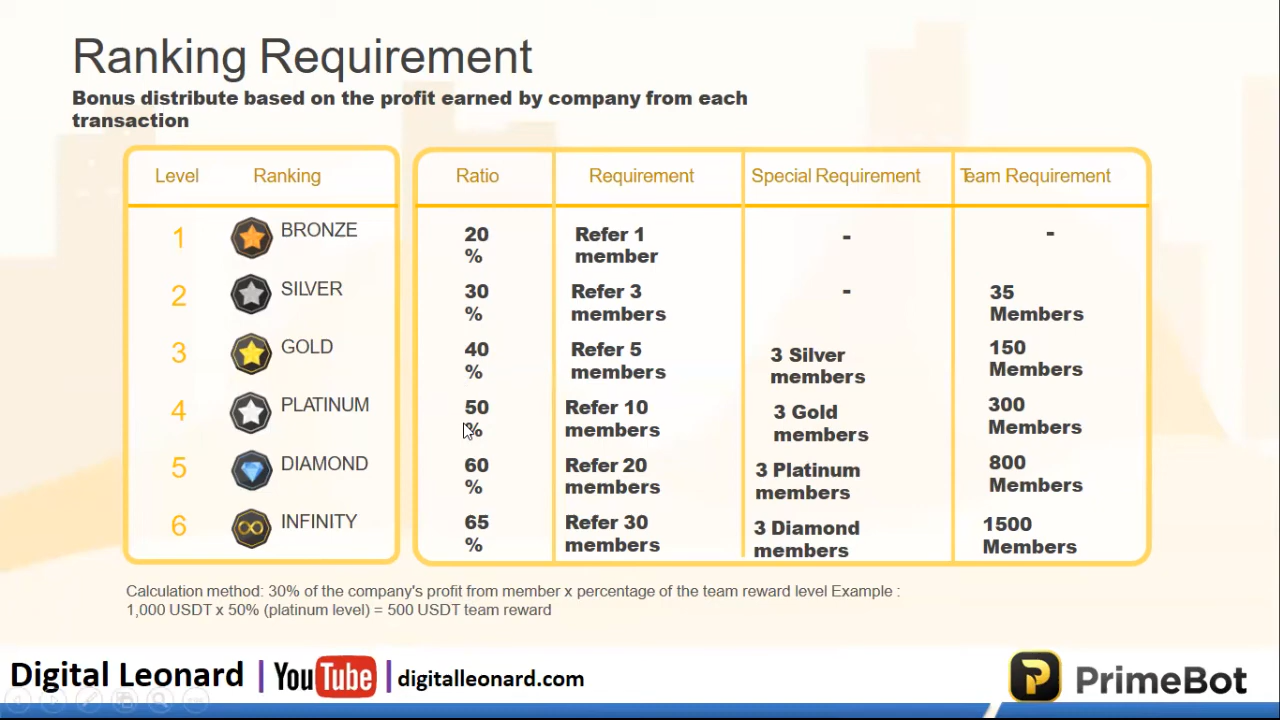 Ranking Requirement
Bonus distribute based on the profit earned by company from each
transaction
Level Ranking Ratio Requirement Special Requirement Team Requirement
1 BRONZE 20 % Refer 1 member - -
2 SILVER 30 % Refer 3 members - 35 Members
3 GOLD 40 % Refer 5 members 3 Silver members 150 Members
4 PLATINUM 50 % Refer 10 members 3 Gold members 300 Members
5 DIAMOND 60 % Refer 20 members 3 Platinum members 800 Members
6 INFINITY 65 % Refer 30 members 3 Diamond members 1500 Members
Calculation method: 30% of the company's profit from member x percentage of the team reward level Example :
1,000 USDT x 50% (platinum level) = 500 USDT team reward
Digital Leonard | YouTube | digitalleonard.com
PrimeBot